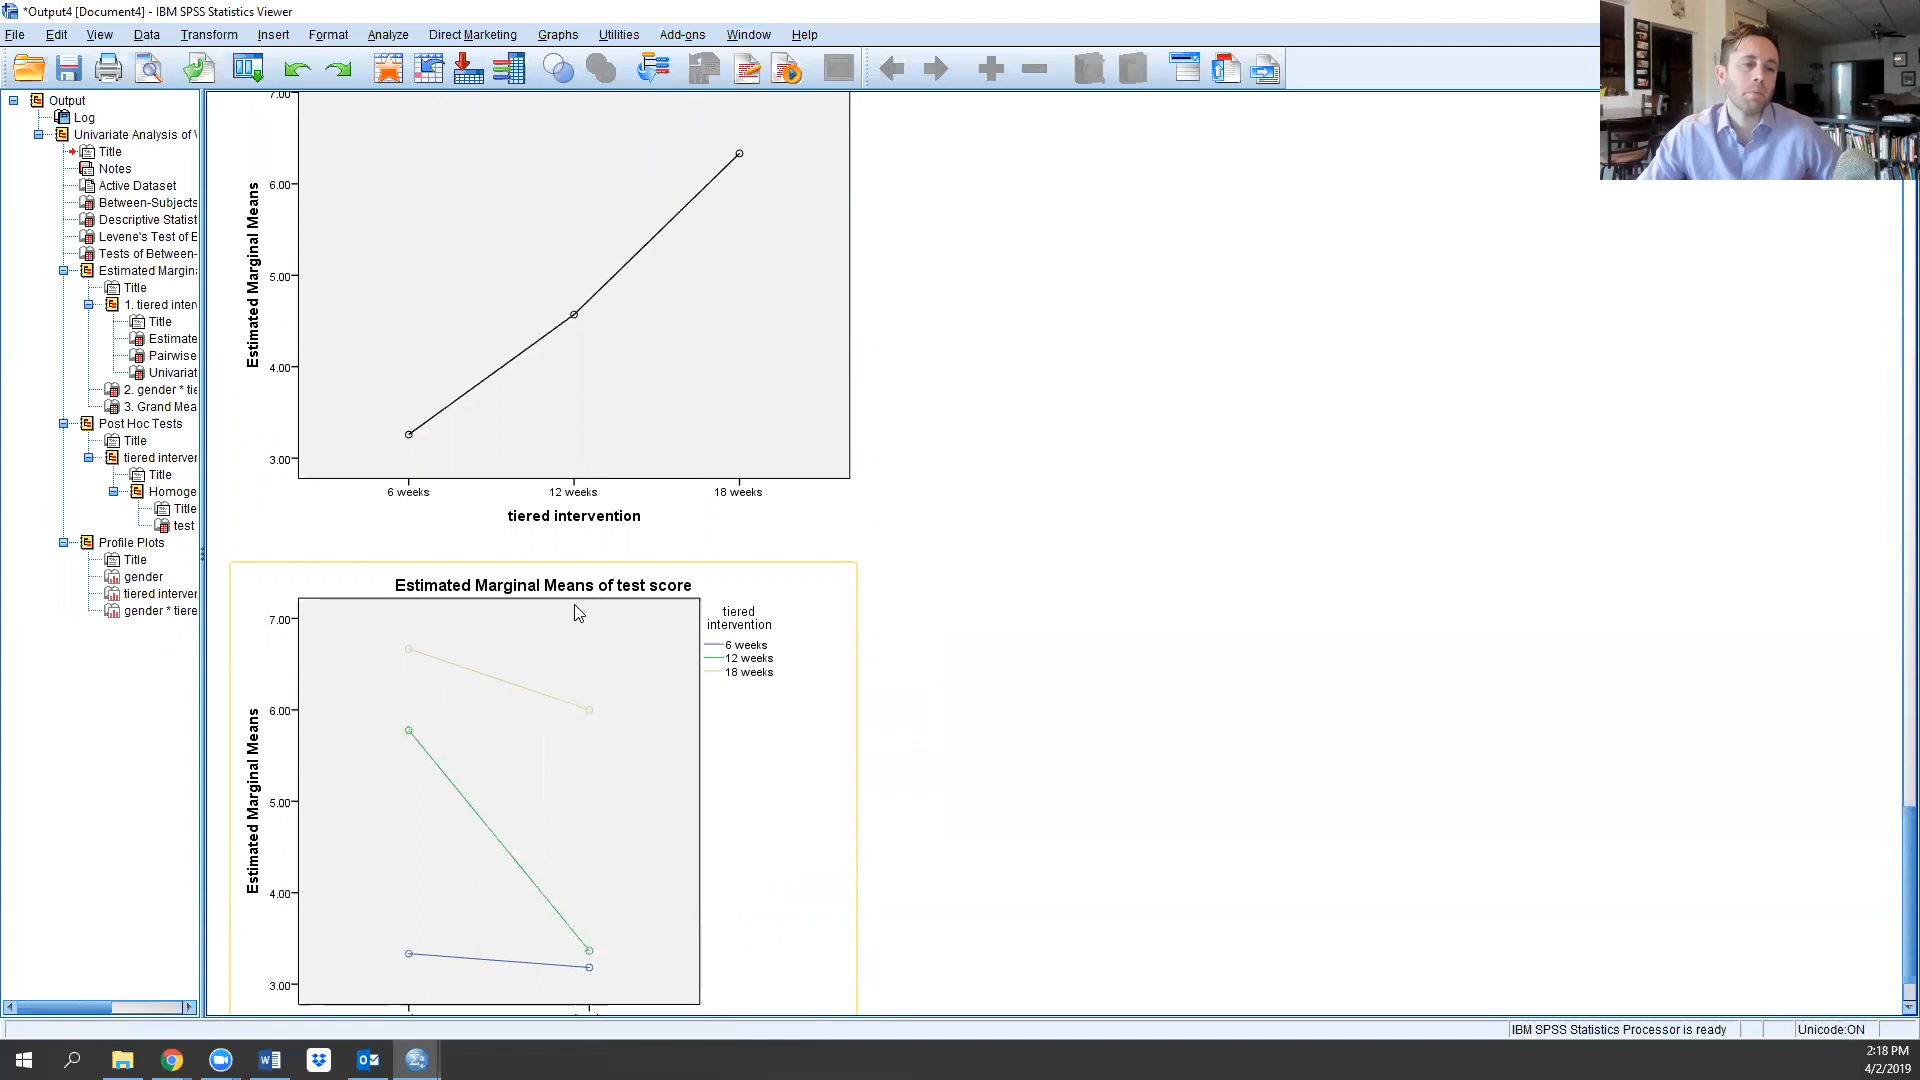 *Output4 [Document4] - IBM SPSS Statistics Viewer
File Edit View Data Transform Insert Format Analyze Direct Marketing Graphs Utilities Add-ons Window Help
Output
Log
Univariate Analysis of V
Title
Notes
Active Dataset
Between-Subjects
Descriptive Statist
Levene's Test of E
Tests of Between-
Estimated Margina
Title
1. tiered interv
Title
Estimate
Pairwise
Univariat
2. gender * tie
3. Grand Mea
Post Hoc Tests
Title
tiered interver
Title
Homoge
Title
test
Profile Plots
Title
gender
tiered interver
gender * tiere
7.00
6.00
5.00
4.00
3.00
Estimated Marginal Means
6 weeks 12 weeks 18 weeks
tiered intervention
Estimated Marginal Means of test score
7.00
6.00
5.00
4.00
3.00
Estimated Marginal Means
tiered
intervention
6 weeks
12 weeks
18 weeks
IBM SPSS Statistics Processor is ready Unicode:ON
2:18 PM
4/2/2019